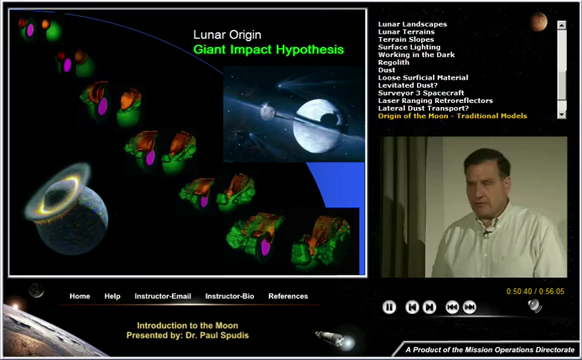 Lunar Origin
Giant Impact Hypothesis
Lunar Landscapes
Lunar Terrains
Terrain Slopes
Surface Lighting
Working in the Dark
Regolith
Dust
Loose Surficial Material
Levitated Dust?
Surveyor 3 Spacecraft
Laser Ranging Retroreflectors
Lateral Dust Transport?
Origin of the Moon - Traditional Models
0:50:40 / 0:56:05
Home Help Instructor-Email Instructor-Bio References
Introduction to the Moon
Presented by: Dr. Paul Spudis
A Product of the Mission Operations Directorate